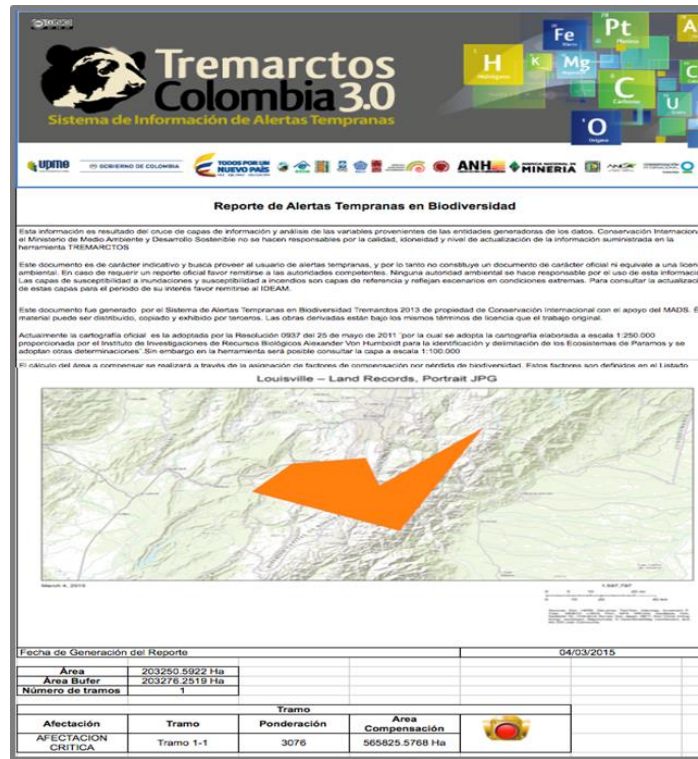 Fe
Hierro
Pt
Platino
H
Hidrógeno
K
Mg
C
Carbono
U
O
Oxígeno
Tremarctos
Colombia 3.0
Sistema de Información de Alertas Tempranas
upme
GOBIERNO DE COLOMBIA
TODOS POR UN
NUEVO PAÍS
ANH
AGENCIA NACIONAL DE
MINERÍA
ANLA
Reporte de Alertas Tempranas en Biodiversidad
Esta información es resultado del cruce de capas de información y análisis de las variables provenientes de las entidades generadoras de los datos. Conservación Internacion
el Ministerio de Medio Ambiente y Desarrollo Sostenible no se hacen responsables por la calidad, idoneidad y nivel de actualización de la información suministrada en la
herramienta TREMARCTOS
Este documento es de carácter indicativo y busca proveer al usuario de alertas tempranas, y por lo tanto no constituye un documento de carácter oficial ni equivale a una licen
ambiental. En caso de requerir un reporte oficial favor remitirse a las autoridades competentes. Ninguna autoridad ambiental se hace responsable por el uso de esta informació
Las capas de susceptibilidad a inundaciones y susceptibilidad a incendios son capas de referencia y reflejan escenarios en condiciones extremas. Para consultar la actualizació
de estas capas para el periodo de su interés favor remitirse al IDEAM.
Este documento fue generado por el Sistema de Alertas Tempranas en Biodiversidad Tremarctos 2013 de propiedad de Conservación Internacional con el apoyo del MADS. E
material puede ser distribuido, copiado y exhibido por terceros. Las obras derivadas están bajo los mismos términos de licencia que el trabajo original.
Actualmente la cartografía oficial es la adoptada por la Resolución 0937 del 25 de mayo de 2011 "por la cual se adopta la cartografía elaborada a escala 1:250.000
proporcionada por el Instituto de Investigaciones de Recursos Biológicos Alexander Von Humboldt para la identificación y delimitación de los Ecosistemas de Paramos y se
adoptan otras determinaciones".Sin embargo en la herramienta será posible consultar la capa a escala 1:100.000
El cálculo del área a compensar se realizará a través de la asignación de factores de compensación por pérdida de biodiversidad. Estos factores son definidos en el Listado
Louisville – Land Records, Portrait JPG
March 4, 2015
Fecha de Generación del Reporte 04/03/2015
Área 203250.5922 Ha
Área Bufer 203276.2519 Ha
Número de tramos 1
Tramo
Afectación Tramo Ponderación Area Compensación
AFECTACION CRITICA Tramo 1-1 3076 565825.5768 Ha